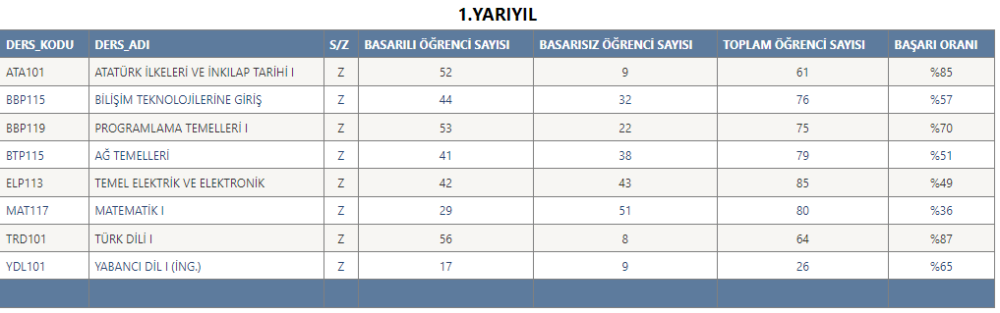 1.YARIYIL
DERS_KODU DERS_ADI S/Z BASARILI ÖĞRENCİ SAYISI BASARISIZ ÖĞRENCİ SAYISI TOPLAM ÖĞRENCİ SAYISI BAŞARI ORANI
ATA101 ATATÜRK İLKELERİ VE İNKILAP TARİHİ I Z 52 9 61 %85
BBP115 BİLİŞİM TEKNOLOJİLERİNE GİRİŞ Z 44 32 76 %57
BBP119 PROGRAMLAMA TEMELLERİ I Z 53 22 75 %70
BTP115 AĞ TEMELLERİ Z 41 38 79 %51
ELP113 TEMEL ELEKTRİK VE ELEKTRONİK Z 42 43 85 %49
MAT117 MATEMATİK I Z 29 51 80 %36
TRD101 TÜRK DİLİ I Z 56 8 64 %87
YDL101 YABANCI DİL I (İNG.) Z 17 9 26 %65